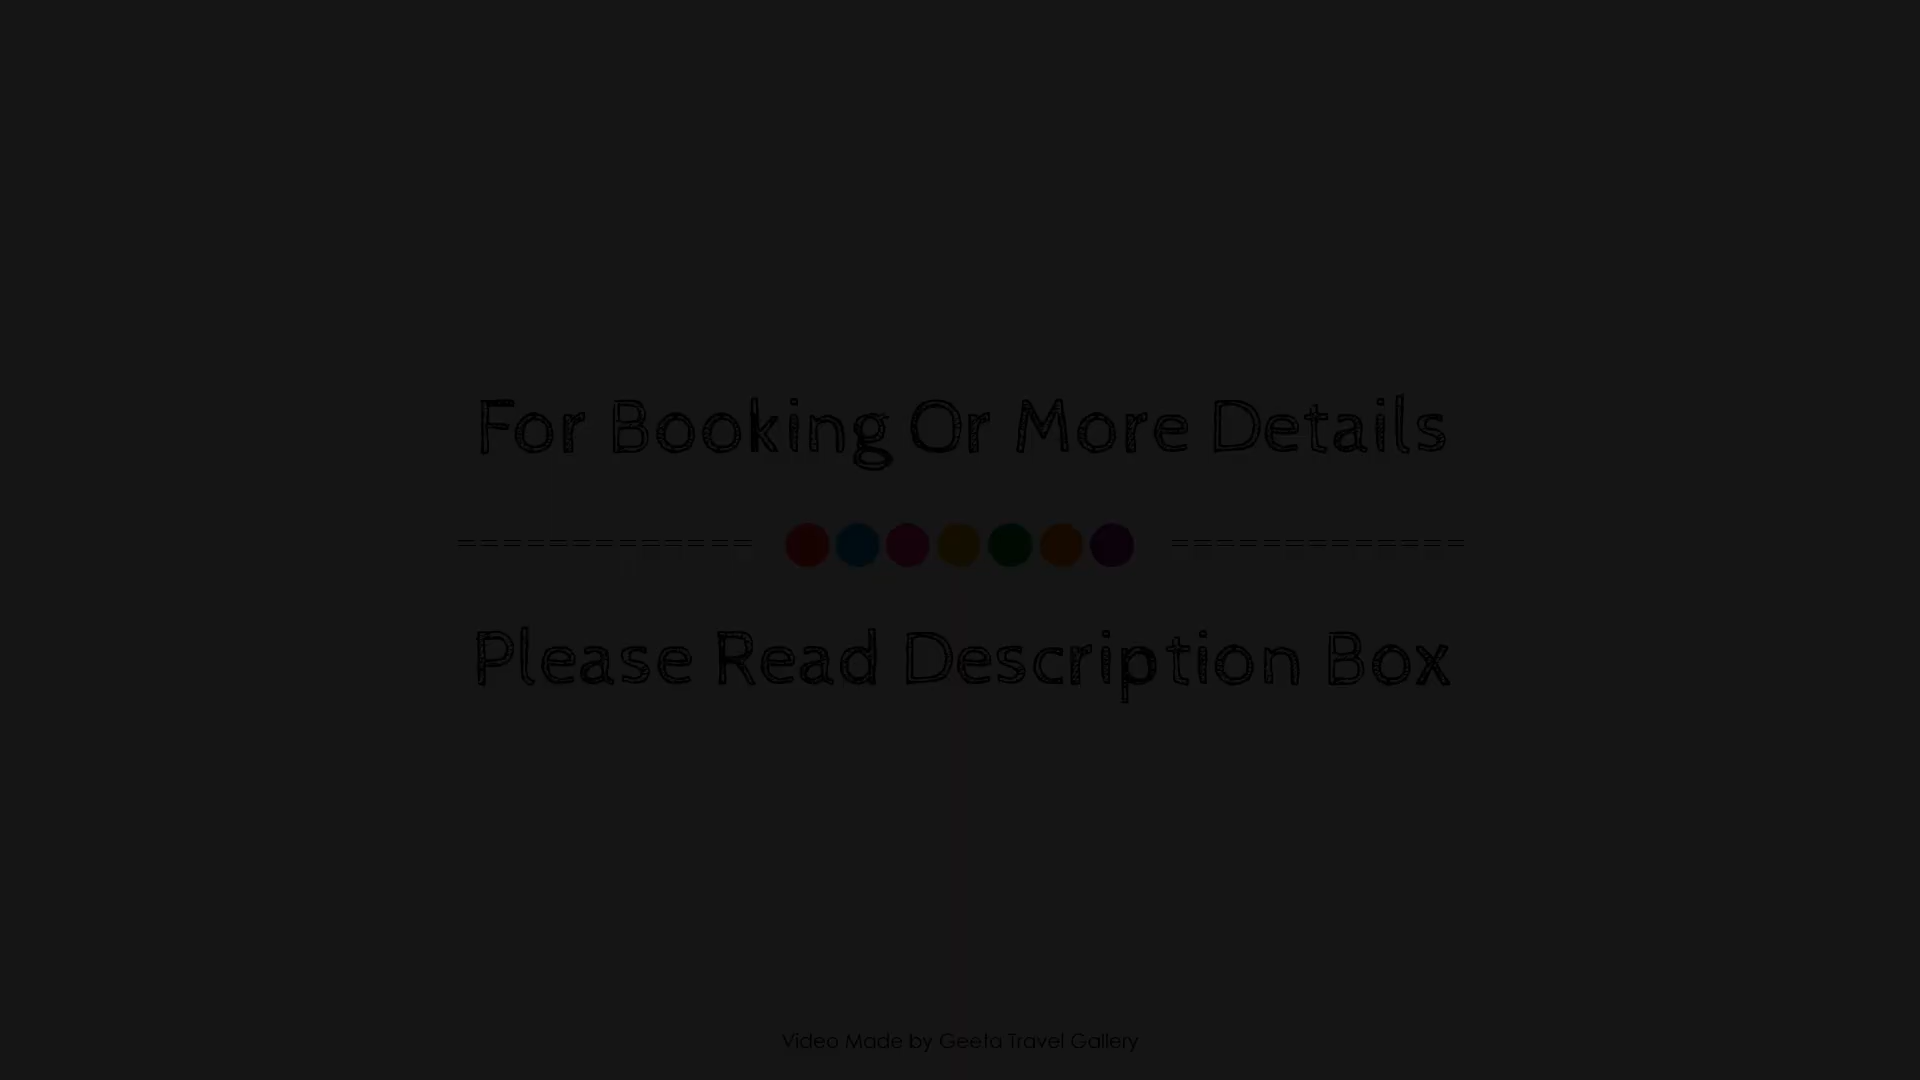 For Booking Or More Details
============= =============
Please Read Description Box
Video Made by Geeta Travel Gallery